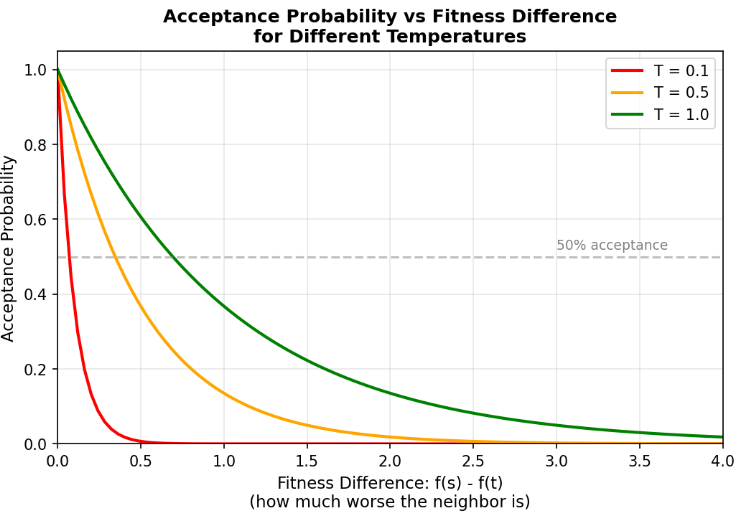 Acceptance Probability vs Fitness Difference
for Different Temperatures
Acceptance Probability
1.0
0.8
0.6
0.4
0.2
0.0
T = 0.1
T = 0.5
T = 1.0
50% acceptance
0.0 0.5 1.0 1.5 2.0 2.5 3.0 3.5 4.0
Fitness Difference: f(s) - f(t)
(how much worse the neighbor is)